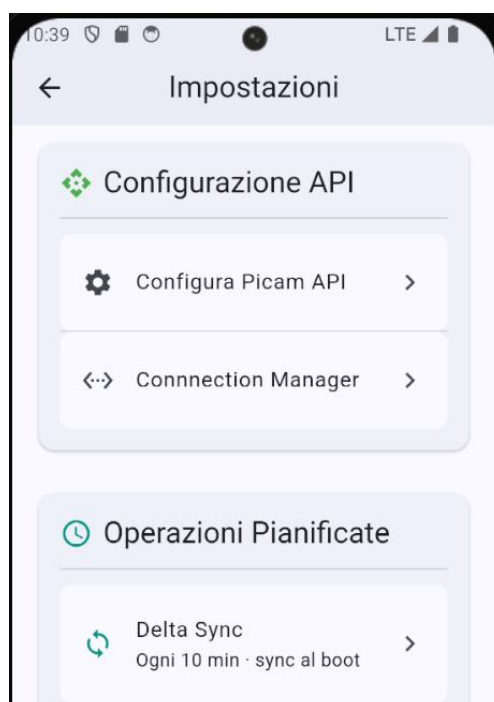 10:39
LTE
Impostazioni
Configurazione API
Configura Picam API
Connnection Manager
Operazioni Pianificate
Delta Sync
Ogni 10 min · sync al boot